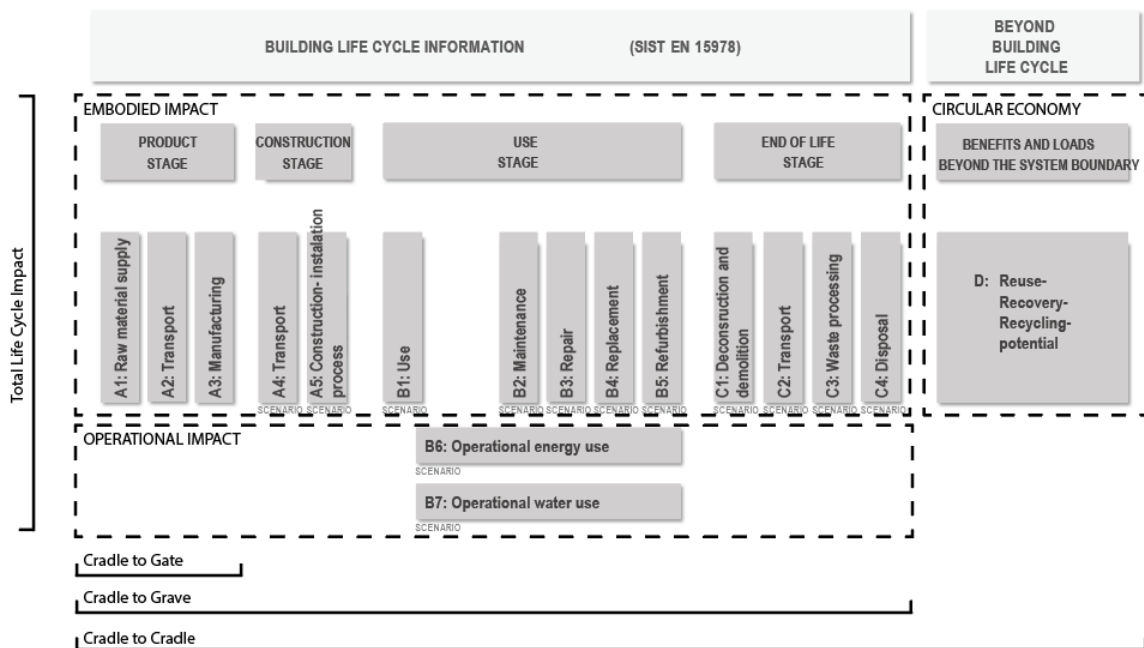 BUILDING LIFE CYCLE INFORMATION (SIST EN 15978)
BEYOND
BUILDING
LIFE CYCLE
Total Life Cycle Impact
EMBODIED IMPACT
PRODUCT
STAGE
CONSTRUCTION
STAGE
USE
STAGE
END OF LIFE
STAGE
CIRCULAR ECONOMY
BENEFITS AND LOADS
BEYOND THE SYSTEM BOUNDARY
A1: Raw material supply
A2: Transport
A3: Manufacturing
A4: Transport
SCENARIO
A5: Construction- instalation
process
SCENARIO
B1: Use
SCENARIO
B2: Maintenance
SCENARIO
B3: Repair
SCENARIO
B4: Replacement
SCENARIO
B5: Refurbishment
SCENARIO
C1: Deconsruction and
demolition
SCENARIO
C2: Transport
SCENARIO
C3: Waste processing
SCENARIO
C4: Disposal
SCENARIO
D: Reuse-
Recovery-
Recycling-
potential
OPERATIONAL IMPACT
B6: Operational energy use
SCENARIO
B7: Operational water use
SCENARIO
Cradle to Gate
Cradle to Grave
Cradle to Cradle